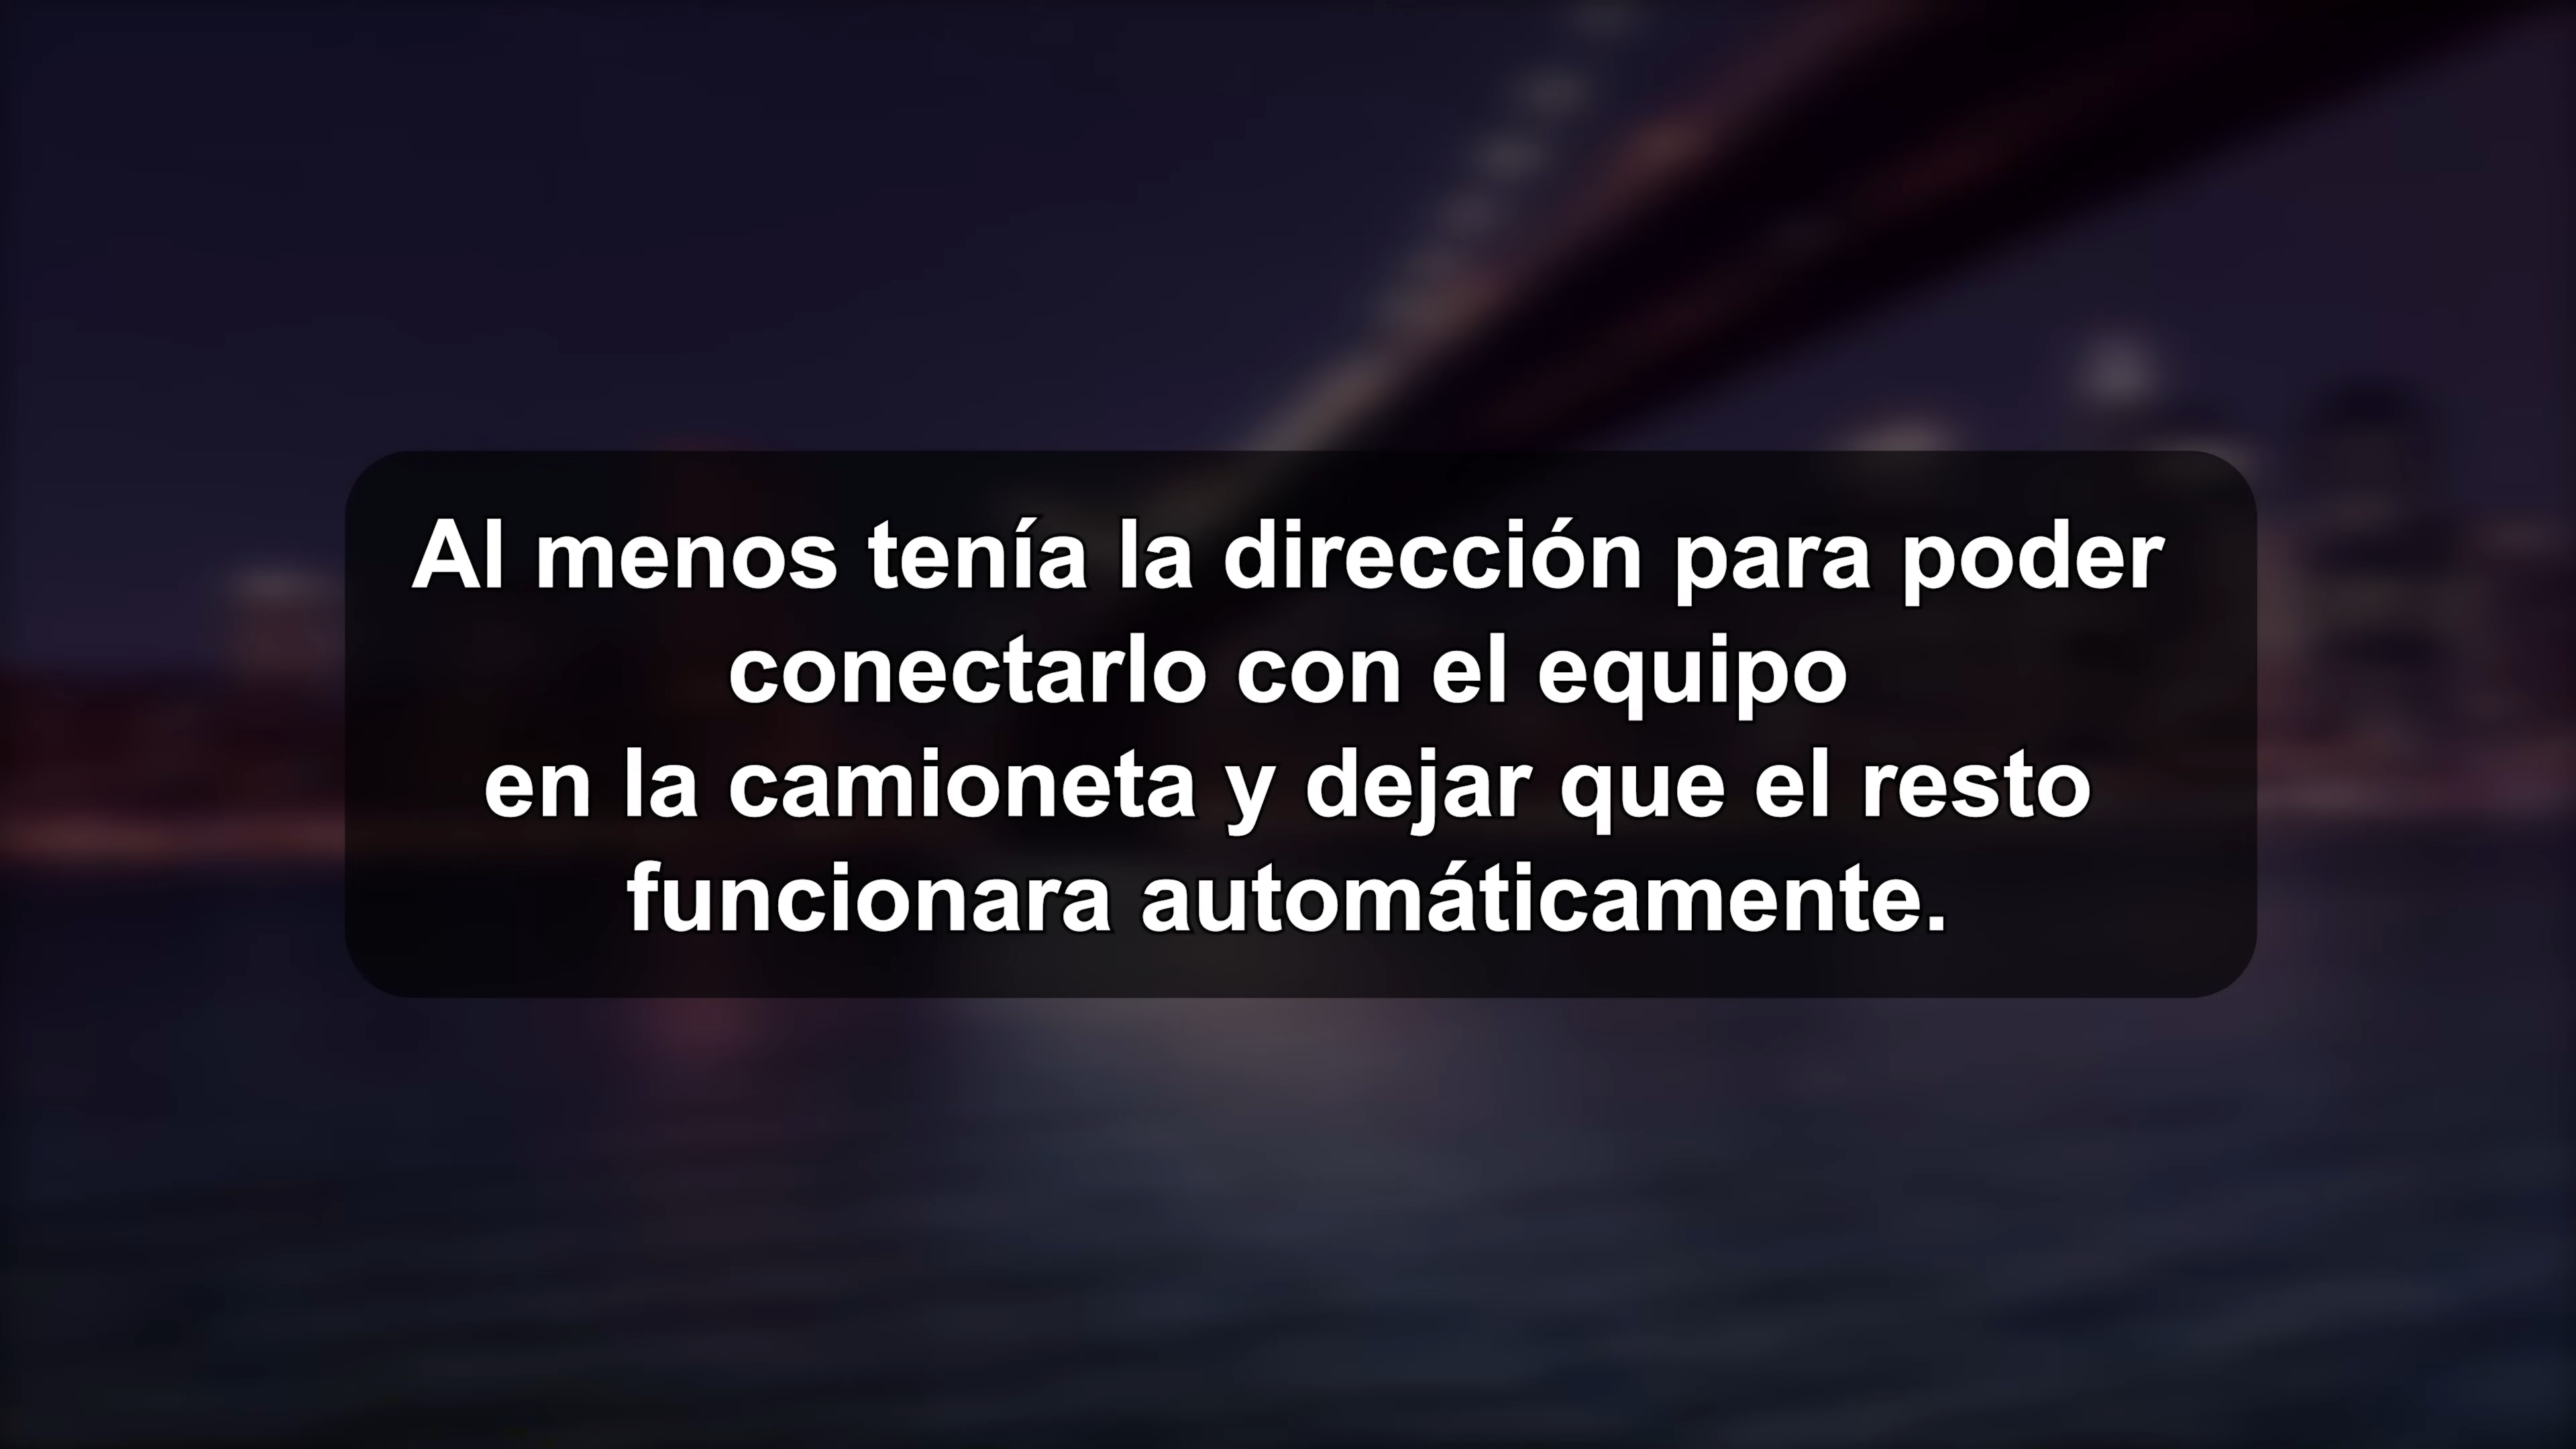 Al menos tenía la dirección para poder
conectarlo con el equipo
en la camioneta y dejar que el resto
funcionara automáticamente.